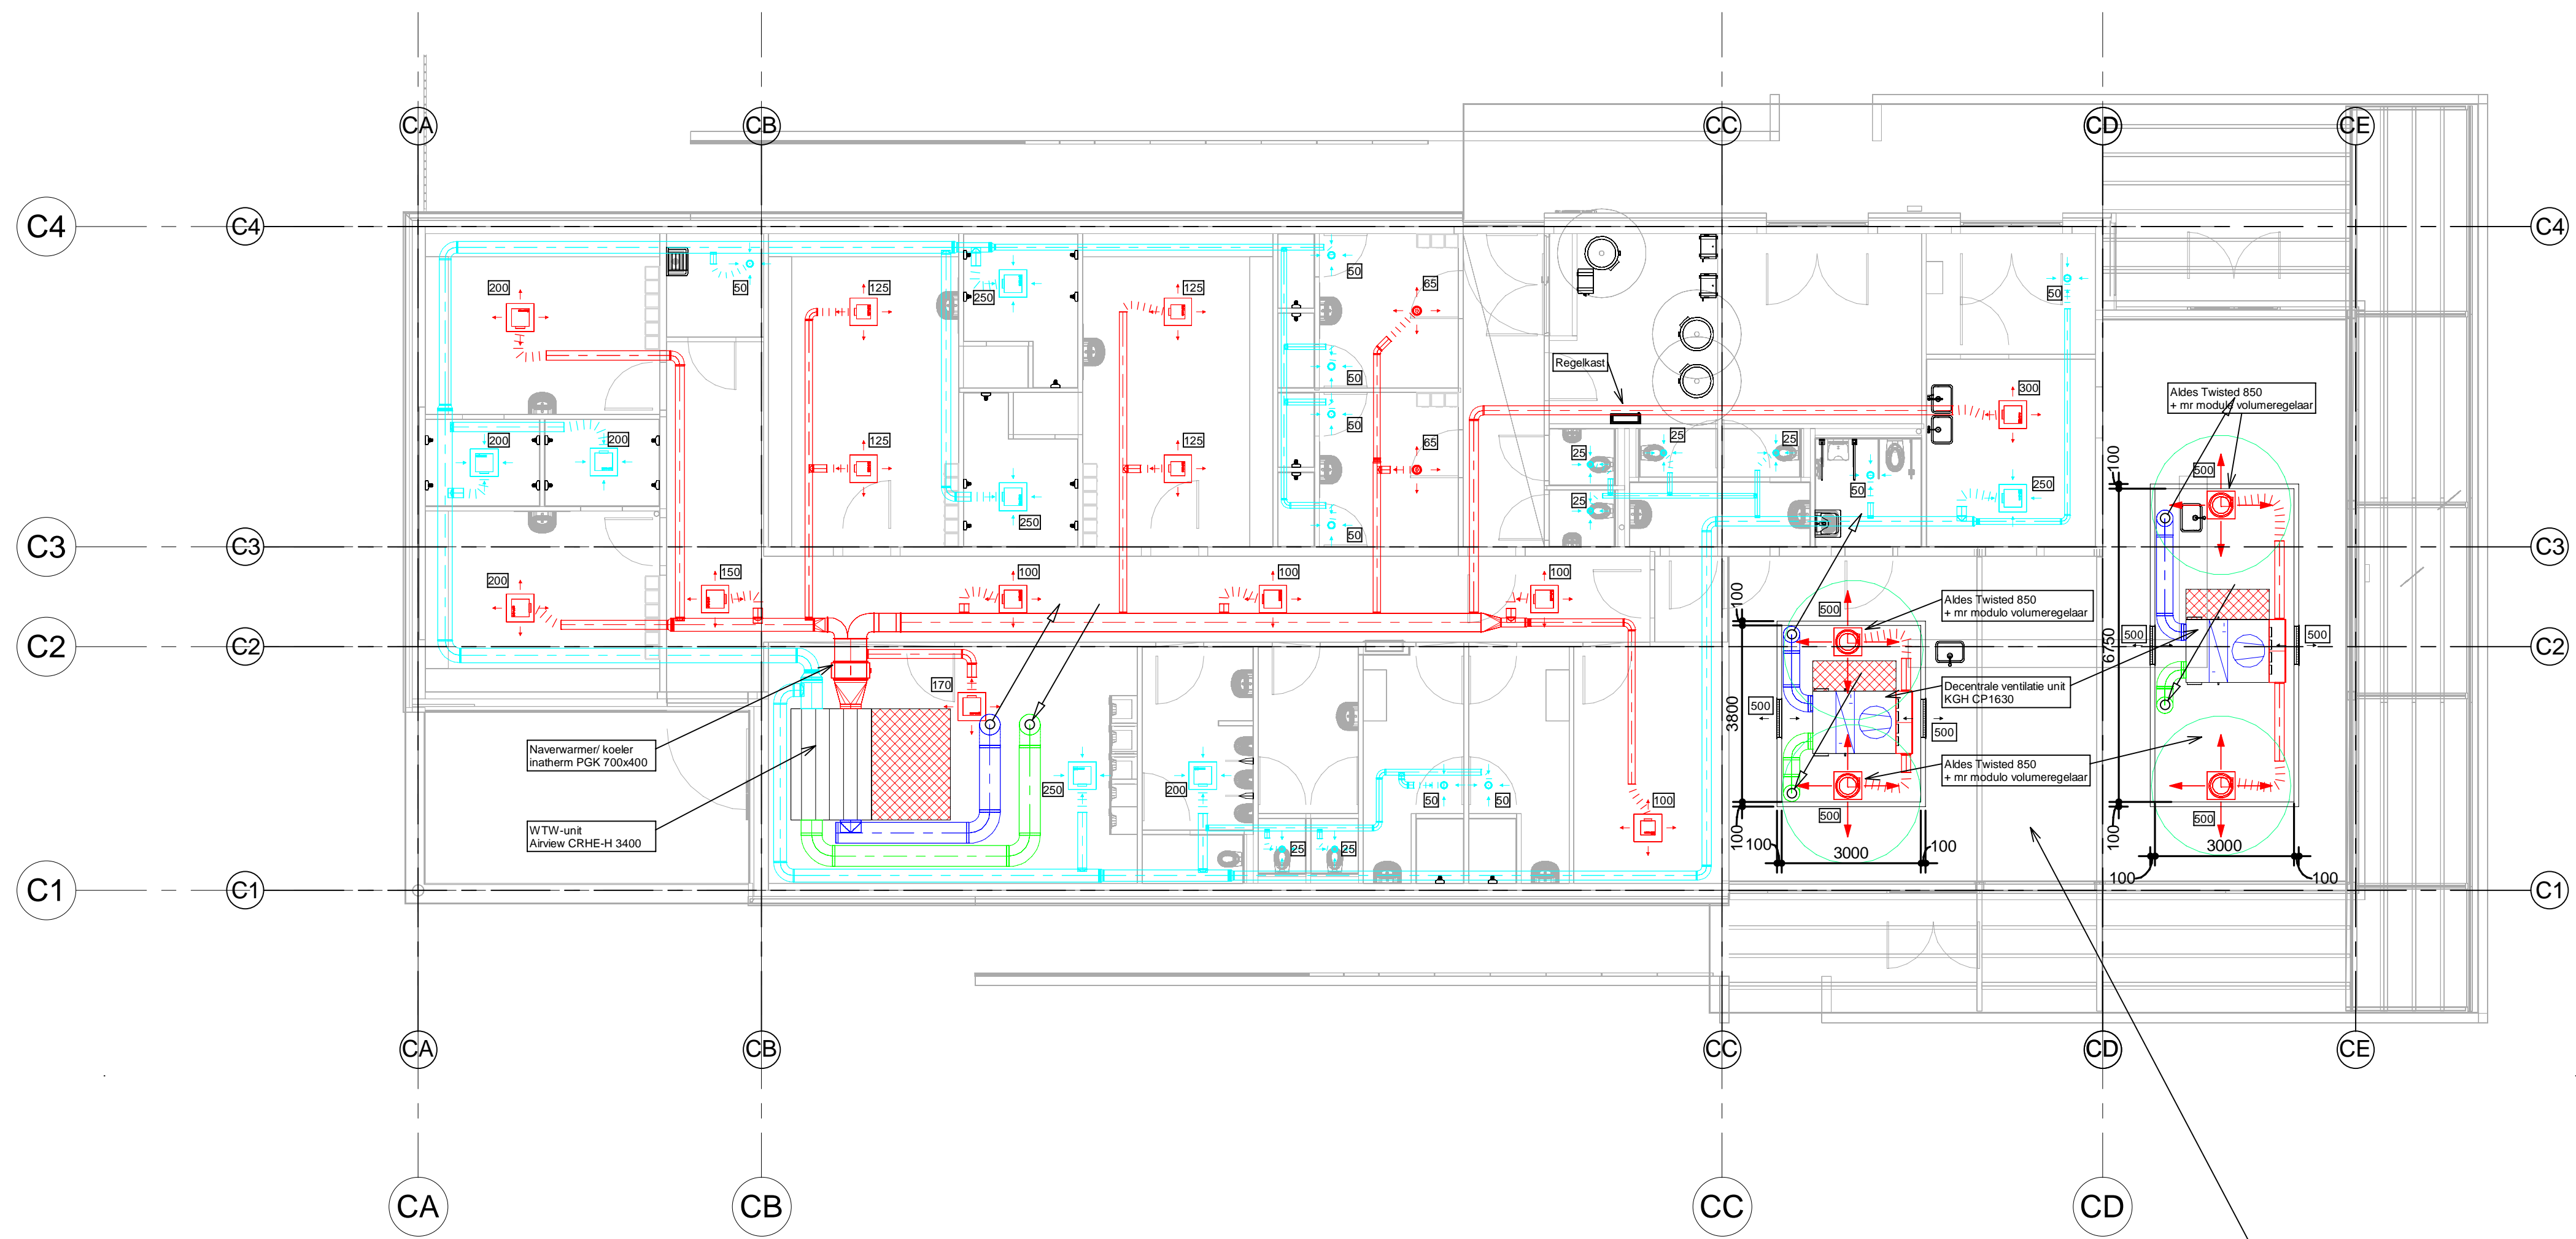 CA
CB
CC
CD
CE
C4
C4
C4
200
50
125
250
125
50
65
50
300
50
Regelkast
Aldes Twisted 850
+ mr modulo volumeregelaar
50
50
65
200
200
125
250
125
50
25
25
25
25
50
250
500
100
C3
C3
C3
200
150
100
100
100
100
500
Aldes Twisted 850
+ mr modulo volumeregelaar
C2
C2
C2
170
500
500
6750
Decentrale ventilatie unit
KGH CP1630
500
500
3800
Naverwarmer/ koeler
inatherm PGK 700x400
Aldes Twisted 850
+ mr modulo volumeregelaar
250
200
50
50
100
500
500
WTW-unit
Airview CRHE-H 3400
25
25
100
100
3000
100
100
3000
100
100
C1
C1
C1
CA
CB
CC
CD
CE
CA
CB
CC
CD